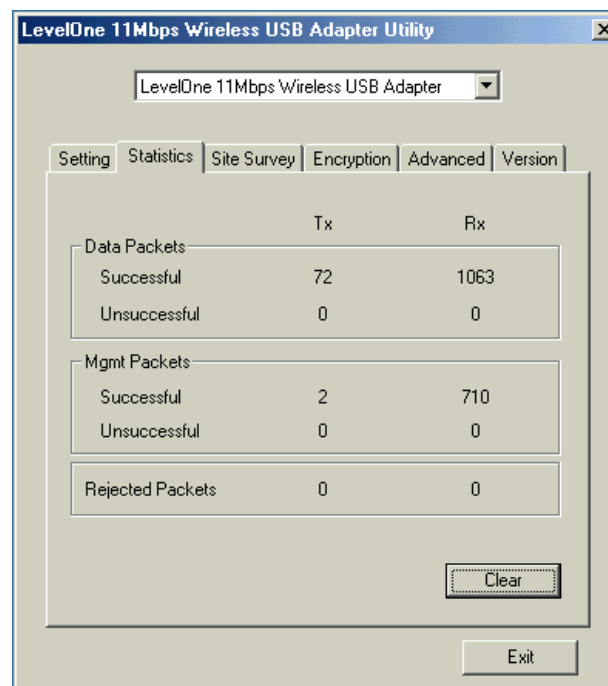 LevelOne 11Mbps Wireless USB Adapter Utility
LevelOne 11Mbps Wireless USB Adapter
Setting Statistics Site Survey Encryption Advanced Version
Tx Rx
Data Packets
Successful 72 1063
Unsuccessful 0 0
Mgmt Packets
Successful 2 710
Unsuccessful 0 0
Rejected Packets 0 0
Clear
Exit